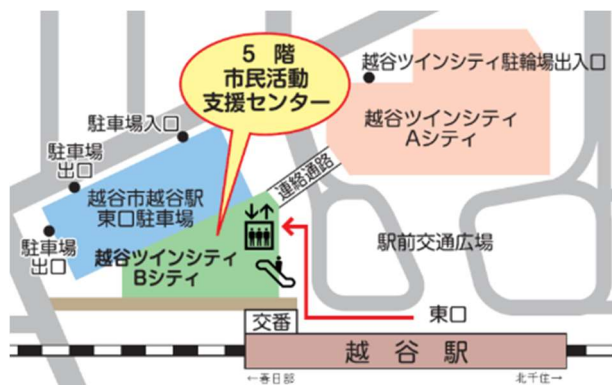 5 階
市民活動
支援センター
越谷ツインシティ駐輪場出入口
越谷ツインシティ
Aシティ
駐車場入口
駐車場
出口
越谷市越谷駅
東口駐車場
連絡通路
駐車場
出口
越谷ツインシティ
Bシティ
駅前交通広場
交番
東口
越谷駅
←春日部
北千住→